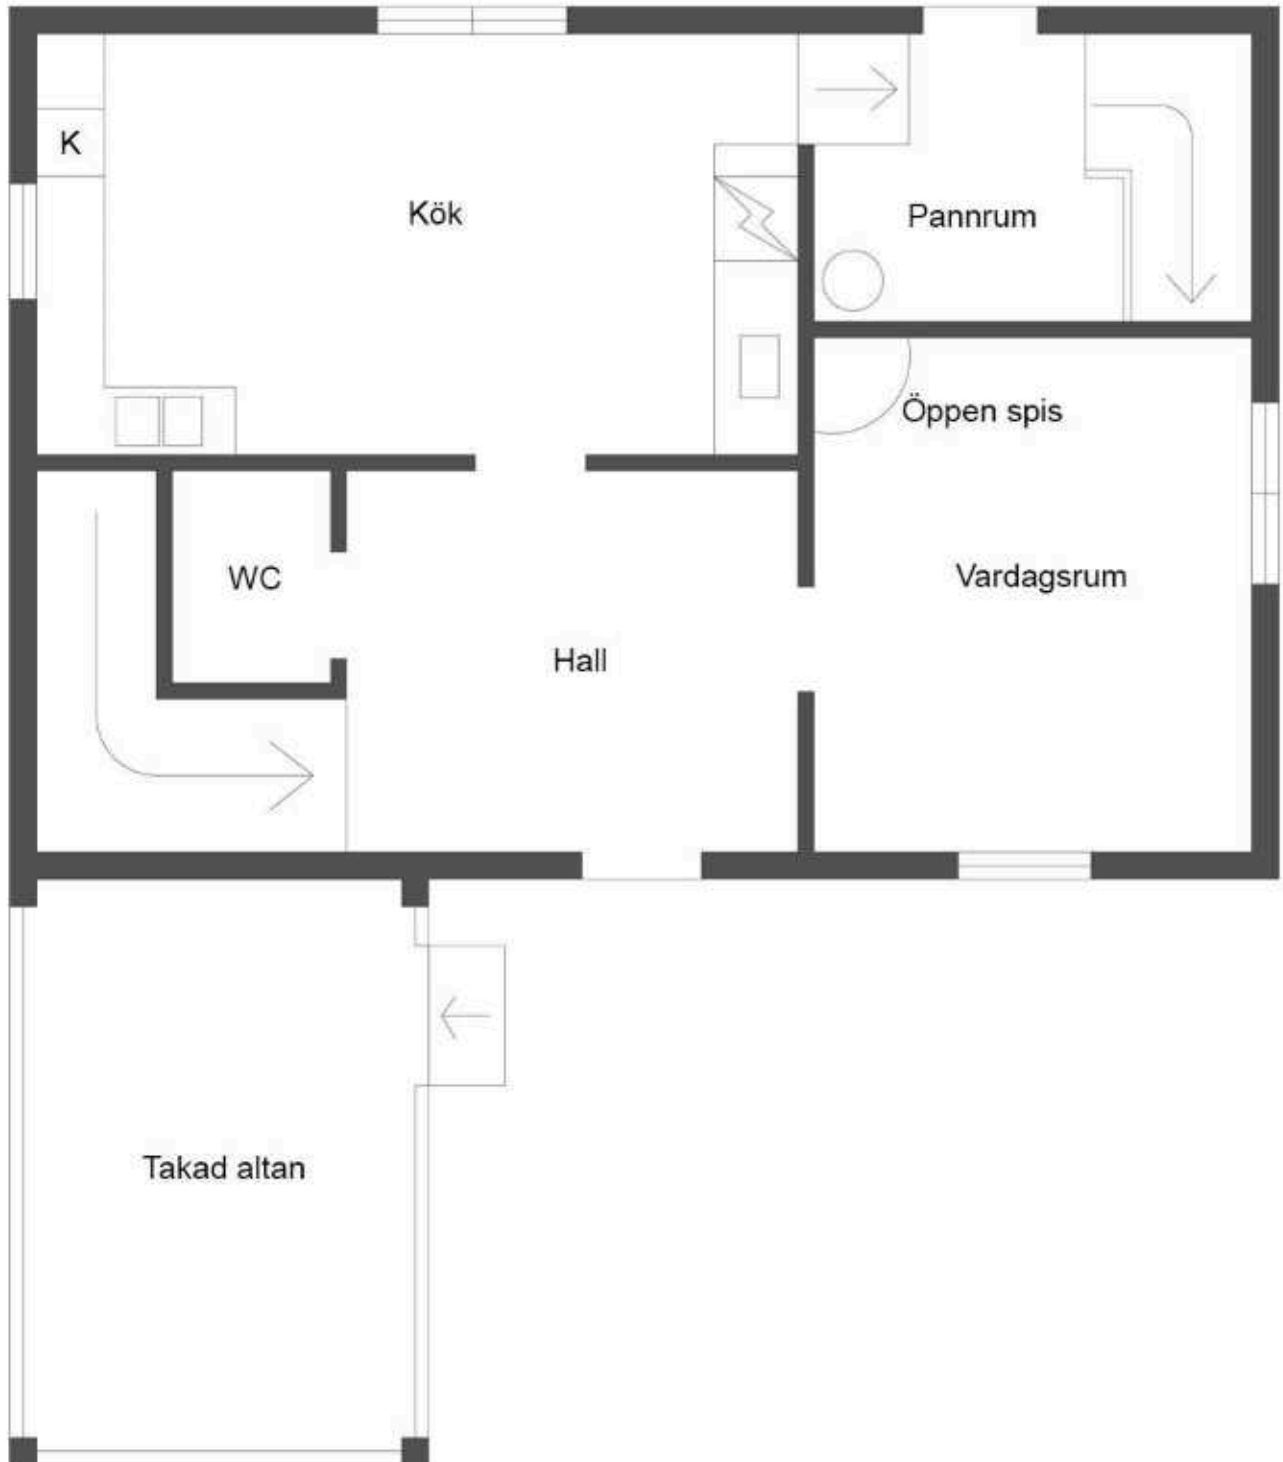 K
Kök
Pannrum
Öppen spis
WC
Vardagsrum
Hall
Takad altan